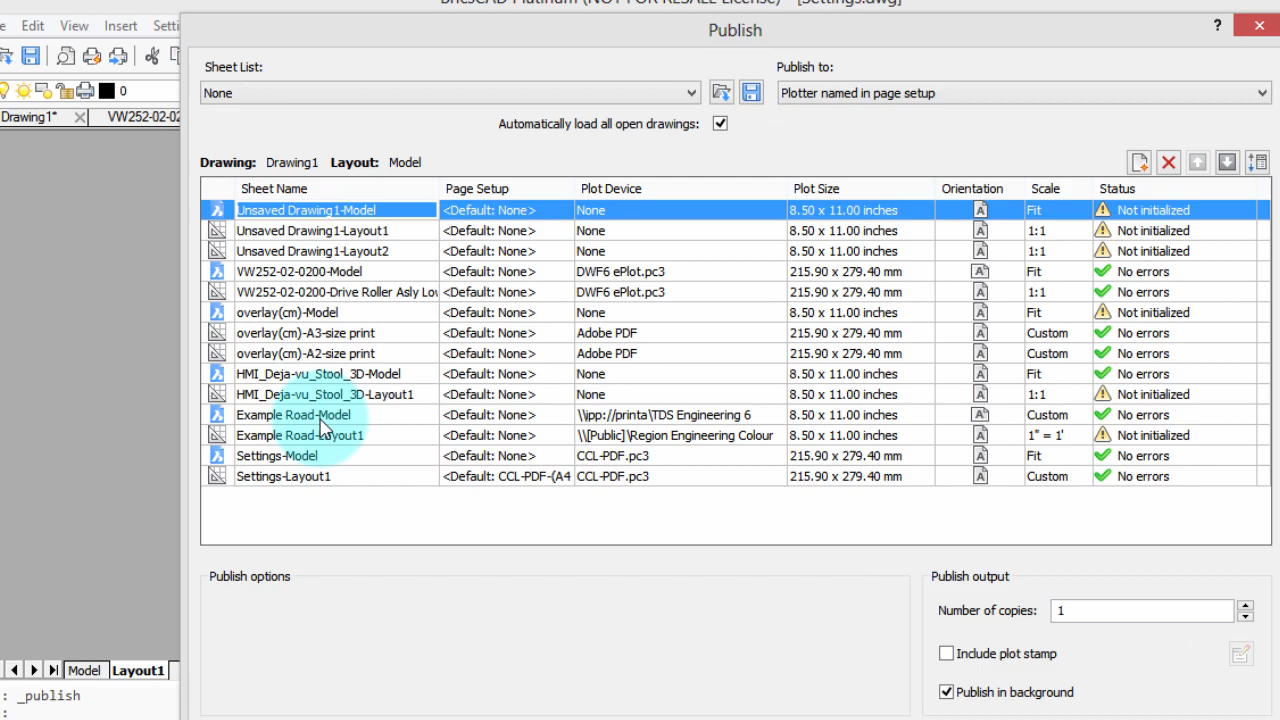 BricsCAD Platinum (NOT FOR RESALE License) - [Settings.dwg]
Edit View Insert Setti
Publish
?
Sheet List: Publish to:
None Plotter named in page setup
0
Automatically load all open drawings:
Drawing1* VW252-02-02
Drawing: Drawing1 Layout: Model
Sheet Name Page Setup Plot Device Plot Size Orientation Scale Status
Unsaved Drawing1-Model <Default: None> None 8.50 x 11.00 inches A Fit Not initialized
Unsaved Drawing1-Layout1 <Default: None> None 8.50 x 11.00 inches A 1:1 Not initialized
Unsaved Drawing1-Layout2 <Default: None> None 8.50 x 11.00 inches A 1:1 Not initialized
VW252-02-0200-Model <Default: None> DWF6 ePlot.pc3 215.90 x 279.40 mm A Fit No errors
VW252-02-0200-Drive Roller Asly Lov <Default: None> DWF6 ePlot.pc3 215.90 x 279.40 mm A 1:1 No errors
overlay(cm)-Model <Default: None> None 8.50 x 11.00 inches A Fit Not initialized
overlay(cm)-A3-size print <Default: None> Adobe PDF 215.90 x 279.40 mm A Custom No errors
overlay(cm)-A2-size print <Default: None> Adobe PDF 215.90 x 279.40 mm A Custom No errors
HMI_Deja-vu_Stool_3D-Model <Default: None> None 8.50 x 11.00 inches A Fit No errors
HMI_Deja-vu_Stool_3D-Layout1 <Default: None> None 8.50 x 11.00 inches A 1:1 Not initialized
Example Road-Model <Default: None> \\ipp://printa\TDS Engineering 6 8.50 x 11.00 inches A Custom No errors
Example Road-Layout1 <Default: None> \\[Public]\Region Engineering Colour 8.50 x 11.00 inches A 1" = 1' Not initialized
Settings-Model <Default: None> CCL-PDF.pc3 215.90 x 279.40 mm A Fit No errors
Settings-Layout1 <Default: CCL-PDF-(A4 CCL-PDF.pc3 215.90 x 279.40 mm A Custom No errors
Publish options Publish output
Number of copies: 1
Include plot stamp
Model Layout1
Publish in background
: _publish
: